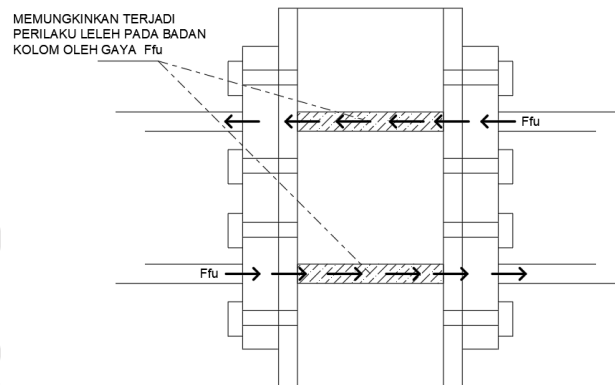 MEMUNGKINKAN TERJADI
PERILAKU LELEH PADA BADAN
KOLOM OLEH GAYA Ffu
Ffu
Ffu